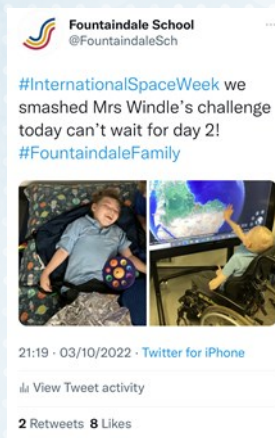 Fountaindale School
@FountaindaleSch
#InternationalSpaceWeek we
smashed Mrs Windle's challenge
today can't wait for day 2!
#FountaindaleFamily
21:19 · 03/10/2022 · Twitter for iPhone
View Tweet activity
2 Retweets 8 Likes